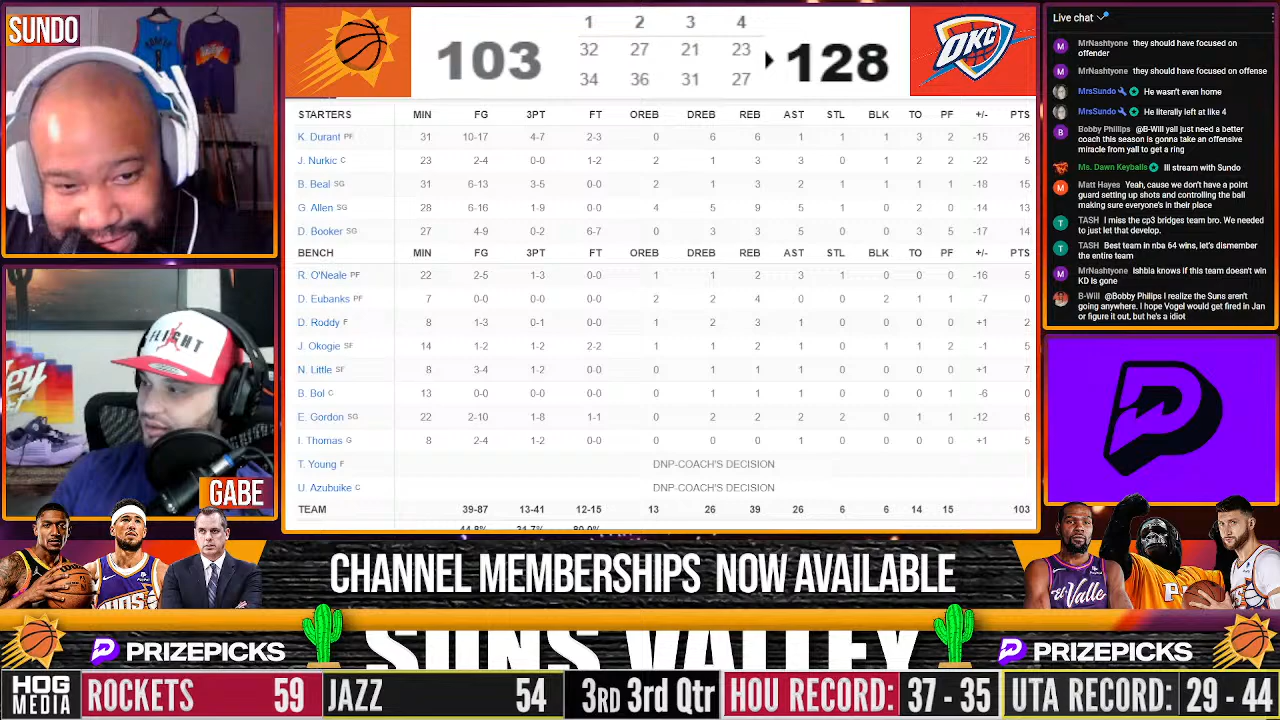 SUNDO
GABE
FLIGHT
103
1 2 3 4
32 27 21 23
34 36 31 27
128
OKC
STARTERS MIN FG 3PT FT OREB DREB REB AST STL BLK TO PF +/- PTS
K. Durant PF 31 10-17 4-7 2-3 0 6 6 1 1 1 3 2 -15 26
J. Nurkic C 23 2-4 0-0 1-2 2 1 3 3 0 1 2 2 -22 5
B. Beal SG 31 6-13 3-5 0-0 2 1 3 2 1 1 1 1 -18 15
G. Allen SG 28 6-16 1-9 0-0 4 5 9 5 1 0 2 0 -14 13
D. Booker SG 27 4-9 0-2 6-7 0 3 3 5 0 0 3 5 -17 14
BENCH MIN FG 3PT FT OREB DREB REB AST STL BLK TO PF +/- PTS
R. O'Neale PF 22 2-5 1-3 0-0 1 1 2 3 1 0 0 0 -16 5
D. Eubanks PF 7 0-0 0-0 0-0 2 2 4 0 0 2 1 1 -7 0
D. Roddy F 8 1-3 0-1 0-0 1 2 3 1 0 0 0 0 +1 2
J. Okogie SF 14 1-2 1-2 2-2 1 1 2 1 0 1 1 2 -1 5
N. Little SF 8 3-4 1-2 0-0 0 1 1 1 0 0 0 0 +1 7
B. Bol C 13 0-0 0-0 0-0 0 1 1 1 0 0 0 1 -6 0
E. Gordon SG 22 2-10 1-8 1-1 0 2 2 2 2 0 1 1 -12 6
I. Thomas G 8 2-4 1-2 0-0 0 0 0 1 0 0 0 0 +1 5
T. Young F DNP-COACH'S DECISION
U. Azubuike C DNP-COACH'S DECISION
TEAM 39-87 13-41 12-15 13 26 39 26 6 6 14 15 103
44.8% 31.7% 80.0%
Live chat
MrNashtyone they should have focused on
offender
MrNashtyone they should have focused on offense
MrsSundo He wasn't even home
MrsSundo He literally left at like 4
Bobby Phillips @B-Will yall just need a better
coach this season is gonna take an offensive
miracle from yall to get a ring
Ms. Dawn Keyballs Ill stream with Sundo
Matt Hayes Yeah, cause we don't have a point
guard setting up shots and controlling the ball
making sure everyone's in their place
TASH I miss the cp3 bridges team bro. We needed
to just let that develop.
TASH Best team in nba 64 wins, let's dismember
the entire team
MrNashtyone Ishbia knows if this team doesn't win
KD Is gone
B-Will @Bobby Phillips I realize the Suns aren't
going anywhere. I hope Vogel would get fired in Jan
or figure it out, but he's a idiot
CHANNEL MEMBERSHIPS NOW AVAILABLE
SUNS VALLEY
PRIZEPICKS
PRIZEPICKS
HOG
MEDIA
ROCKETS 59 JAZZ 54 3RD 3rd Qtr HOU RECORD: 37 - 35 UTA RECORD: 29 - 44